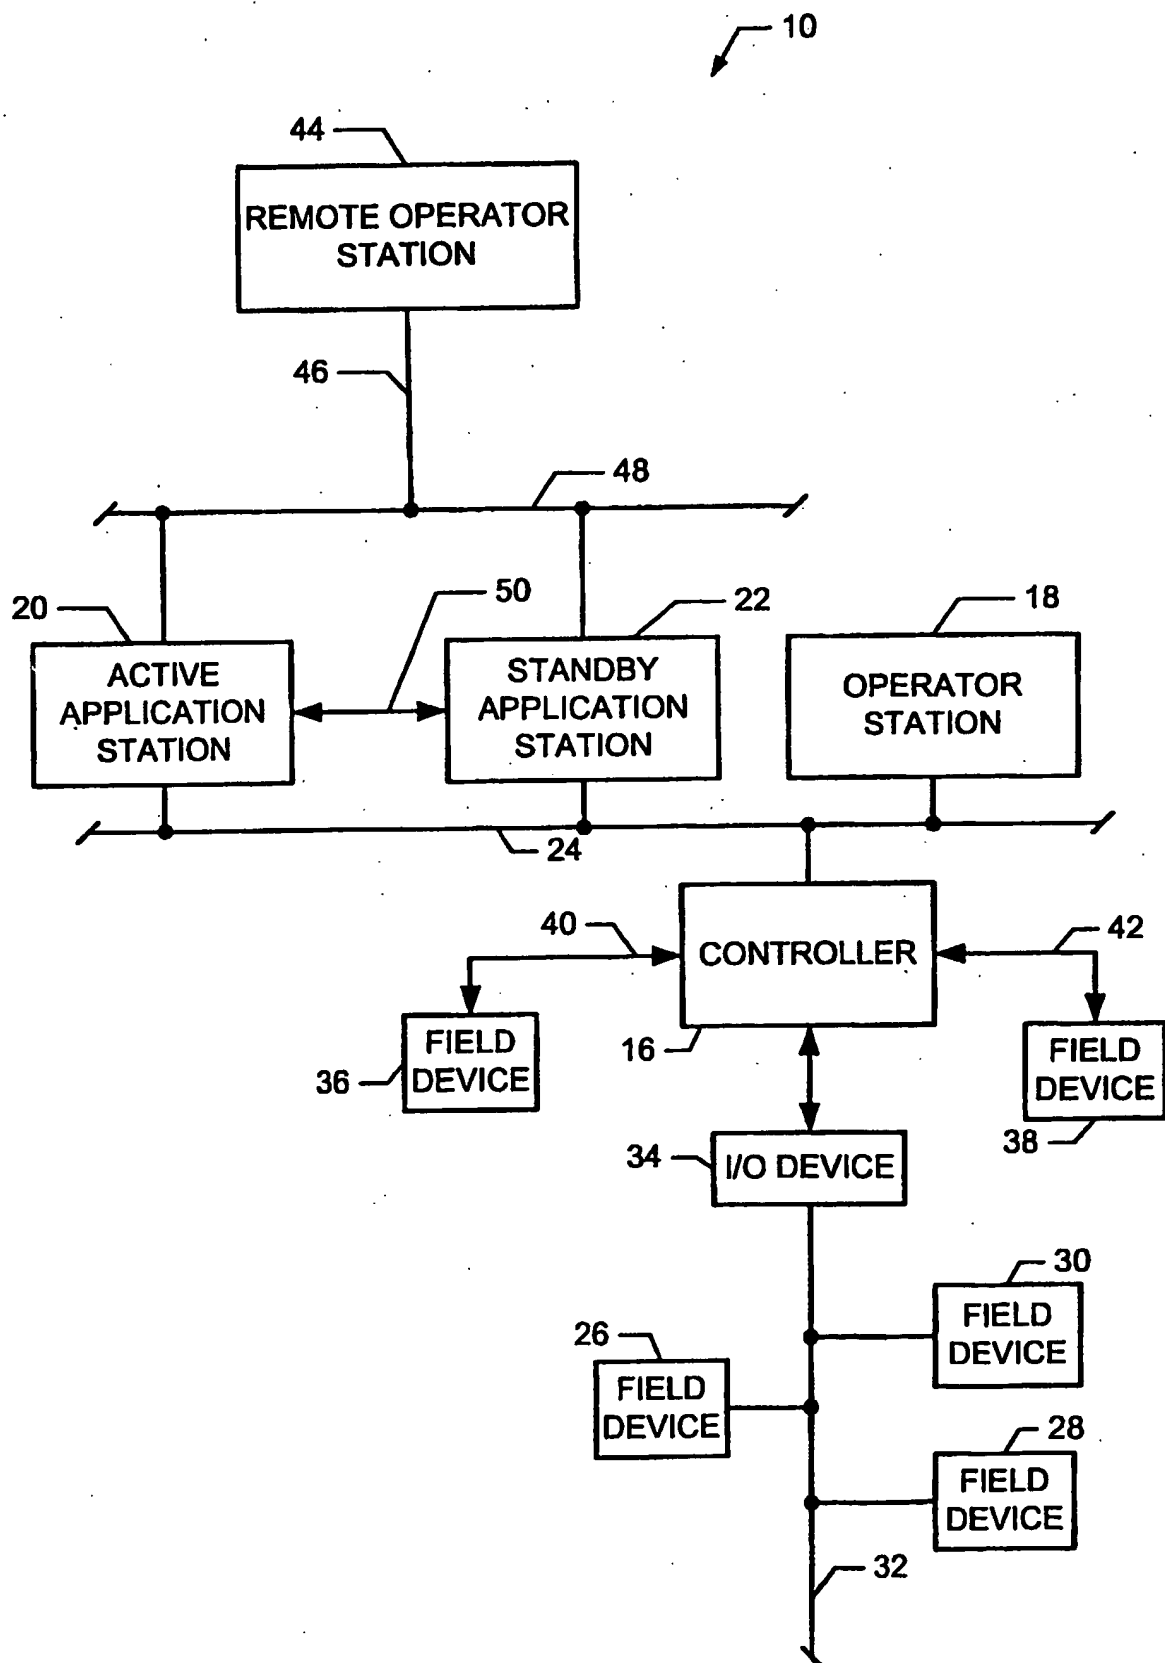 10
44
REMOTE OPERATOR
STATION
46
48
20
50
22
18
ACTIVE
APPLICATION
STATION
STANDBY
APPLICATION
STATION
OPERATOR
STATION
24
40
CONTROLLER
42
36
FIELD
DEVICE
16
FIELD
DEVICE
38
34
I/O DEVICE
30
FIELD
DEVICE
26
FIELD
DEVICE
28
FIELD
DEVICE
32